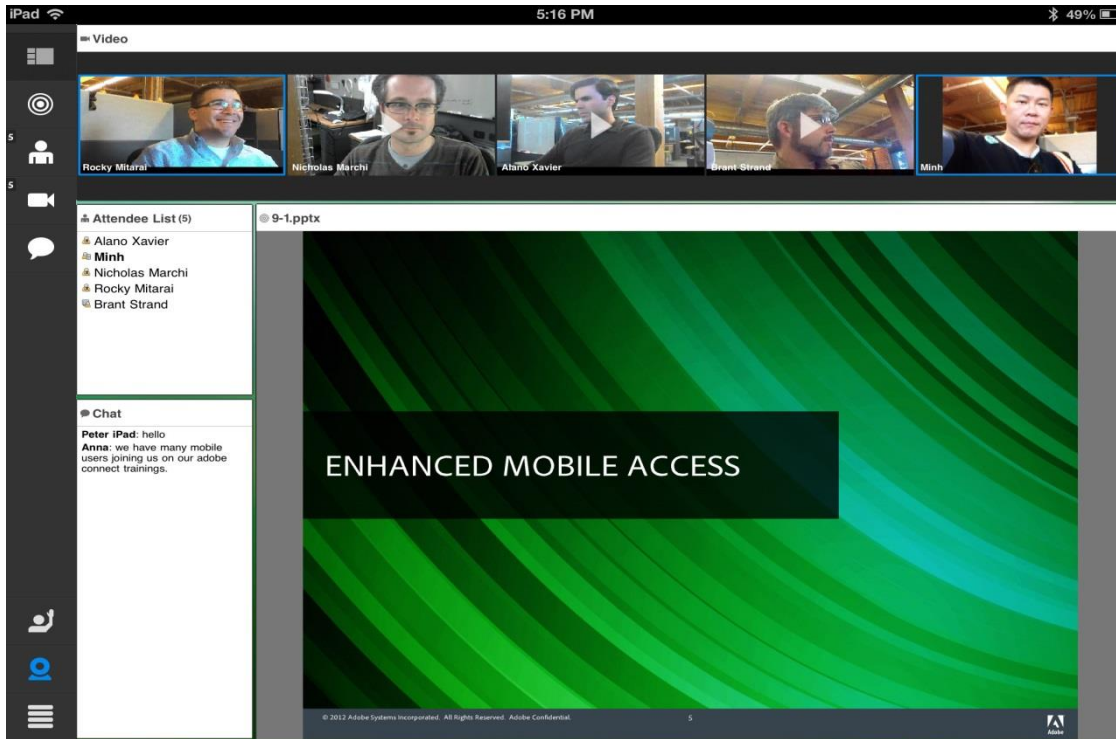 iPad
5:16 PM
49%
Video
Rocky Mitarai
Nicholas Marchi
Alano Xavier
Brant Strand
Minh
5
5
Attendee List (5)
Alano Xavier
Minh
Nicholas Marchi
Rocky Mitarai
Brant Strand
Chat
Peter iPad: hello
Anna: we have many mobile
users joining us on our adobe
connect trainings.
9-1.pptx
ENHANCED MOBILE ACCESS
© 2012 Adobe Systems Incorporated. All Rights Reserved. Adobe Confidential.
5
Adobe